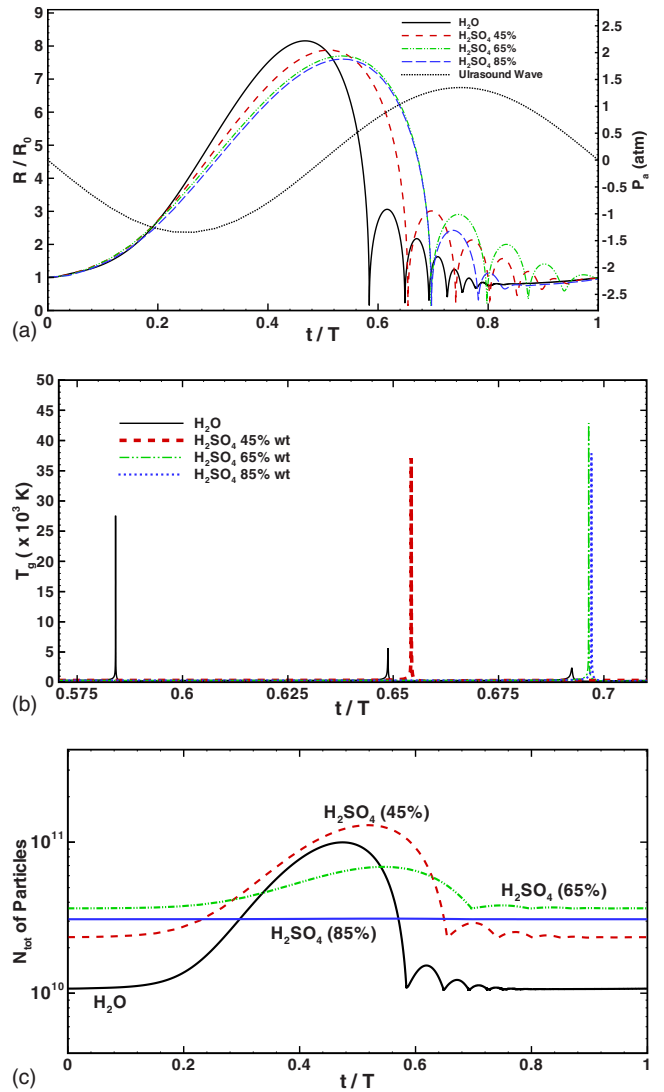 9
8
7
6
5
4
3
2
1
0
R / R0
H2O
H2SO4 45%
H2SO4 65%
H2SO4 85%
Ulrasound Wave
2
1.5
1
0.5
0
-0.5
-1
-1.5
-2
-2.5
Pa (atm)
0 0.2 0.4 0.6 0.8 1
t / T
(a)
50
45
40
35
30
25
20
15
10
5
0
Tg ( x 10^3 K)
H2O
H2SO4 45% wt
H2SO4 65% wt
H2SO4 85% wt
0.575 0.6 0.625 0.65 0.675 0.7
t / T
(b)
10^11
10^10
Ntot of Particles
H2SO4 (45%)
H2SO4 (65%)
H2SO4 (85%)
H2O
0 0.2 0.4 0.6 0.8 1
t / T
(c)